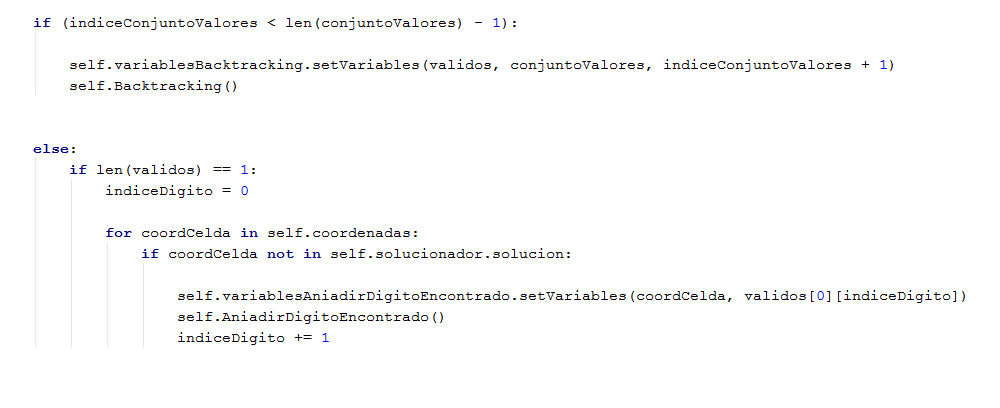 if (indiceConjuntoValores < len(conjuntoValores) - 1):
self.variablesBacktracking.setVariables(validos, conjuntoValores, indiceConjuntoValores + 1)
self.Backtracking()
else:
if len(validos) == 1:
indiceDigito = 0
for coordCelda in self.coordenadas:
if coordCelda not in self.solucionador.solucion:
self.variablesAniadirDigitoEncontrado.setVariables(coordCelda, validos[0][indiceDigito])
self.AniadirDigitoEncontrado()
indiceDigito += 1